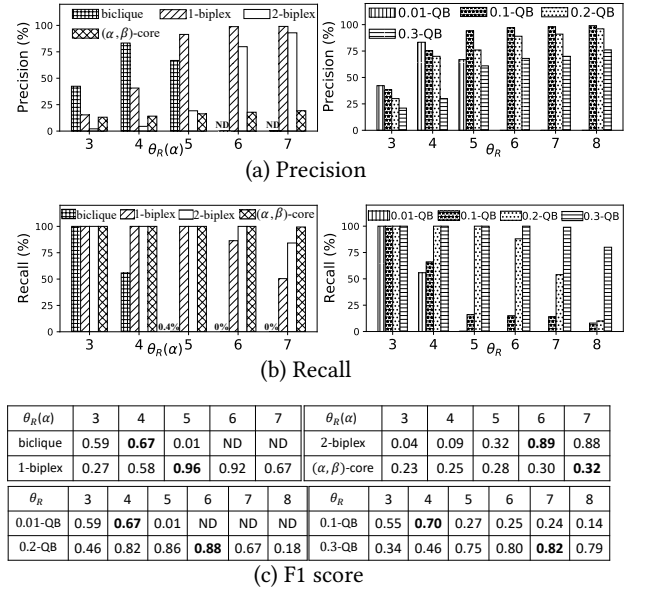 biclique 1-biplex 2-biplex
(α,β)-core
Precision (%)
100
75
50
25
0
ND ND
3 4 5 6 7
θR(α)
0.01-QB 0.1-QB 0.2-QB
0.3-QB
Precision (%)
100
75
50
25
0
3 4 5 6 7 8
θR
(a) Precision
biclique 1-biplex 2-biplex (α,β)-core
Recall (%)
100
75
50
25
0
0.4% 0% 0%
3 4 5 6 7
θR(α)
0.01-QB 0.1-QB 0.2-QB 0.3-QB
Recall (%)
100
75
50
25
0
3 4 5 6 7 8
θR
(b) Recall
θR(α) 3 4 5 6 7 θR(α) 3 4 5 6 7
biclique 0.59 0.67 0.01 ND ND 2-biplex 0.04 0.09 0.32 0.89 0.88
1-biplex 0.27 0.58 0.96 0.92 0.67 (α,β)-core 0.23 0.25 0.28 0.30 0.32
θR 3 4 5 6 7 8 θR 3 4 5 6 7 8
0.01-QB 0.59 0.67 0.01 ND ND ND 0.1-QB 0.55 0.70 0.27 0.25 0.24 0.14
0.2-QB 0.46 0.82 0.86 0.88 0.67 0.18 0.3-QB 0.34 0.46 0.75 0.80 0.82 0.79
(c) F1 score